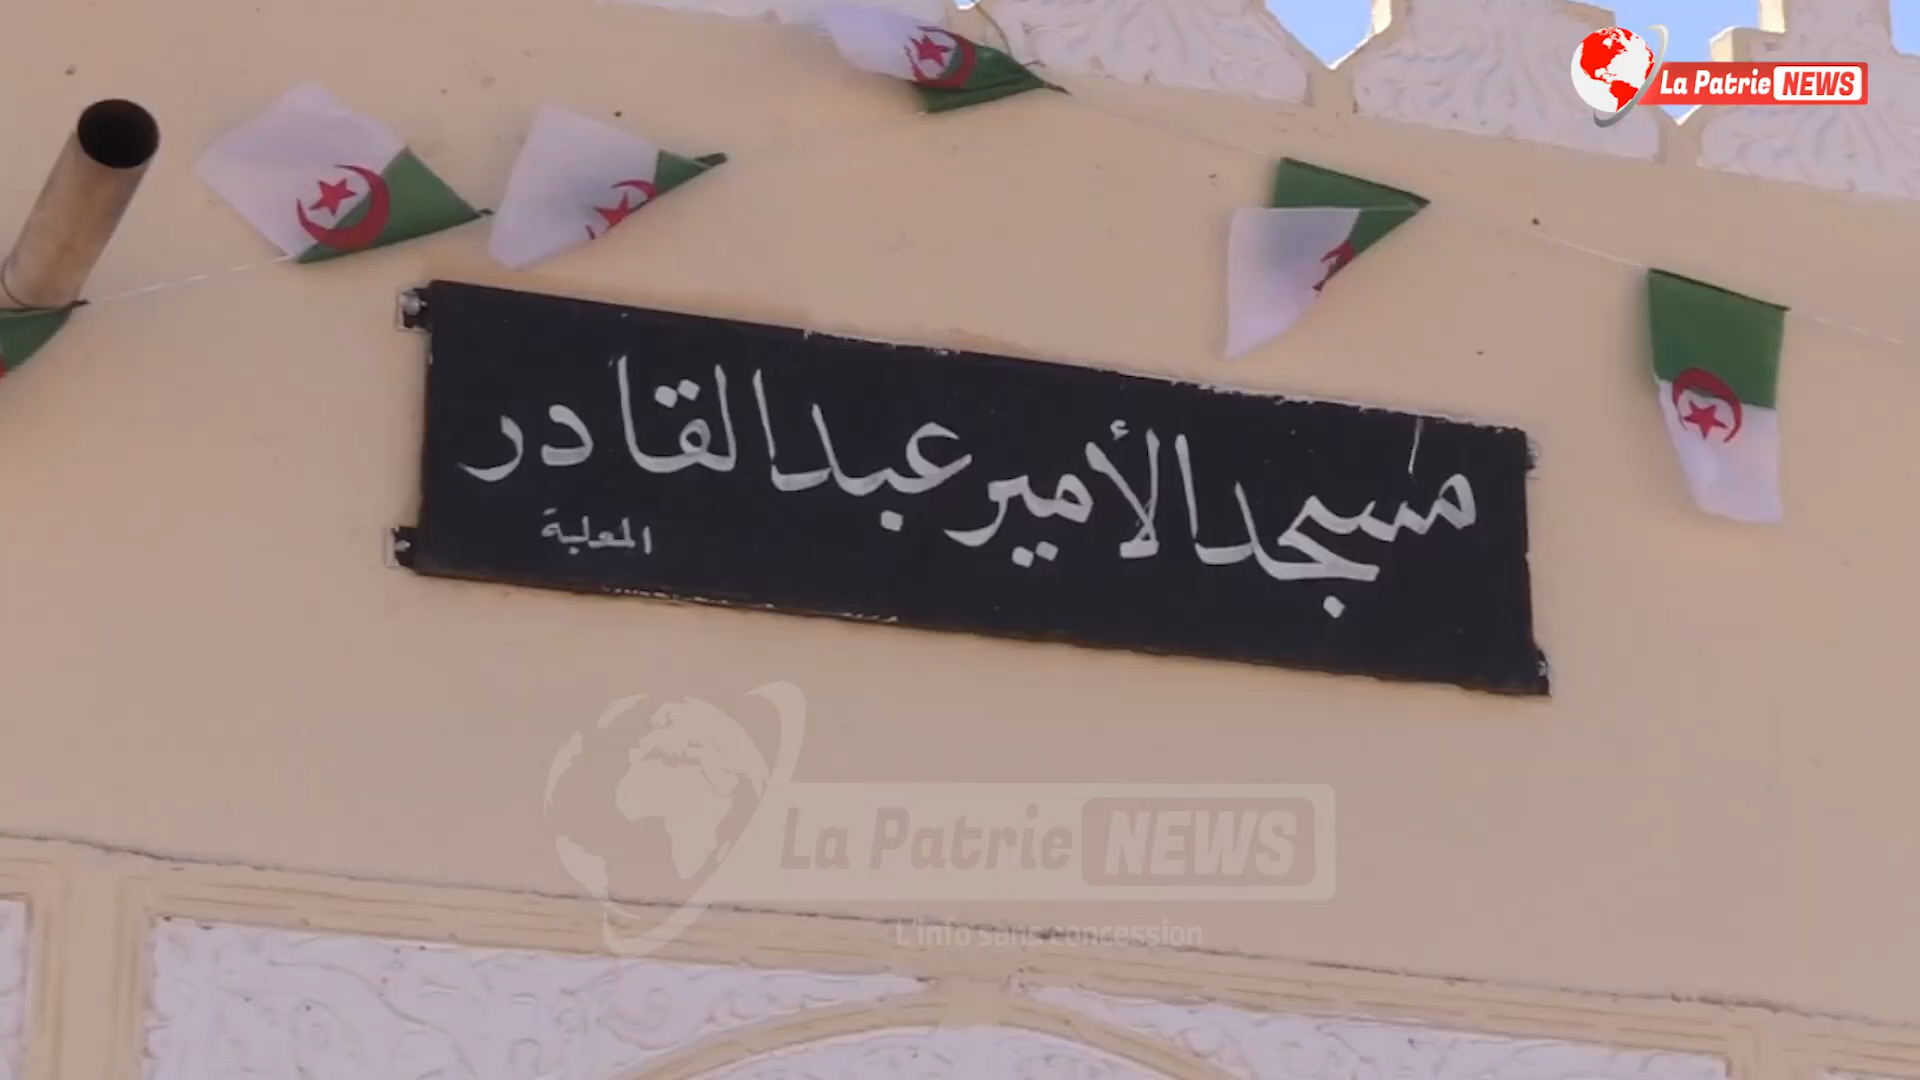 La Patrie NEWS
مسجد الأمير عبد القادر
المعلبة
La Patrie NEWS
L'info sans concession